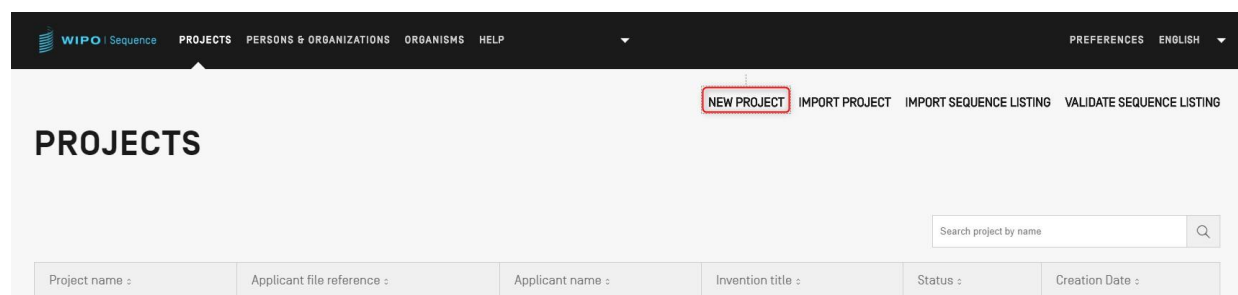 WIPO | Sequence PROJECTS PERSONS & ORGANIZATIONS ORGANISMS HELP PREFERENCES ENGLISH
NEW PROJECT IMPORT PROJECT IMPORT SEQUENCE LISTING VALIDATE SEQUENCE LISTING
PROJECTS
Search project by name
Project name Applicant file reference Applicant name Invention title Status Creation Date